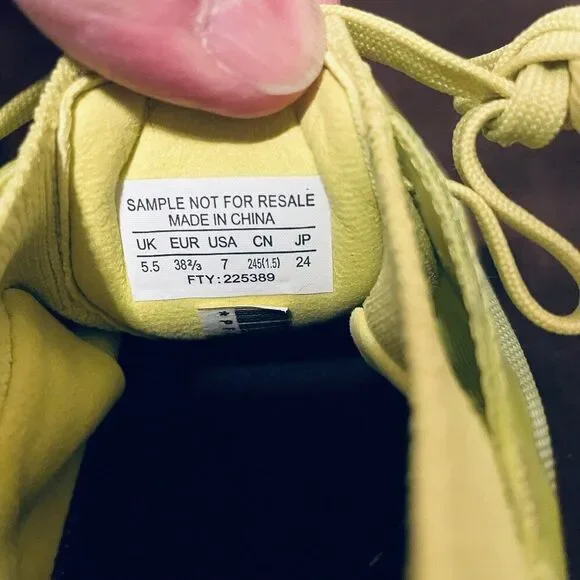 SAMPLE NOT FOR RESALE
MADE IN CHINA
UK EUR USA CN JP
5.5 38⅔ 7 245(1.5) 24
FTY: 225389